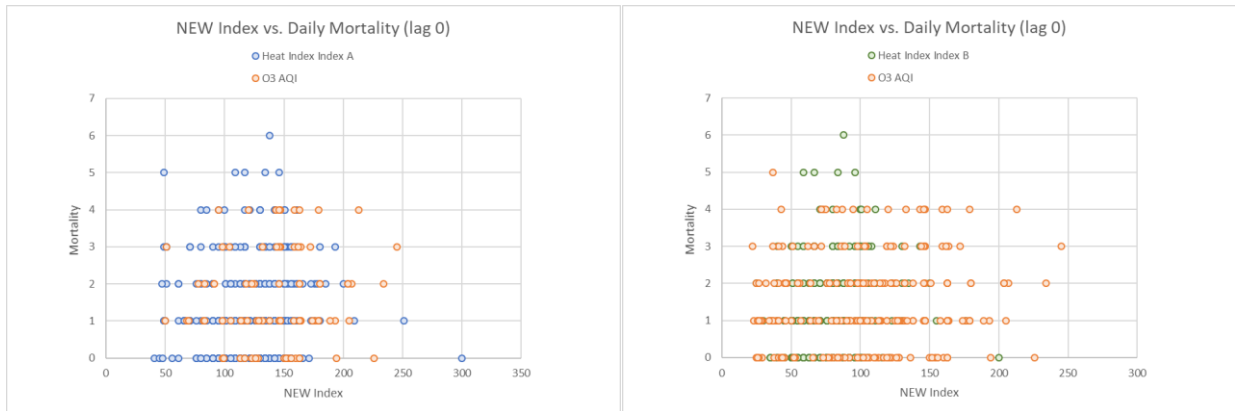 NEW Index vs. Daily Mortality (lag 0)
Heat Index Index A
O3 AQI
7
6
5
4
3
2
1
0
Mortality
0 50 100 150 200 250 300 350
NEW Index
NEW Index vs. Daily Mortality (lag 0)
Heat Index Index B
O3 AQI
7
6
5
4
3
2
1
0
Mortality
0 50 100 150 200 250 300
NEW Index